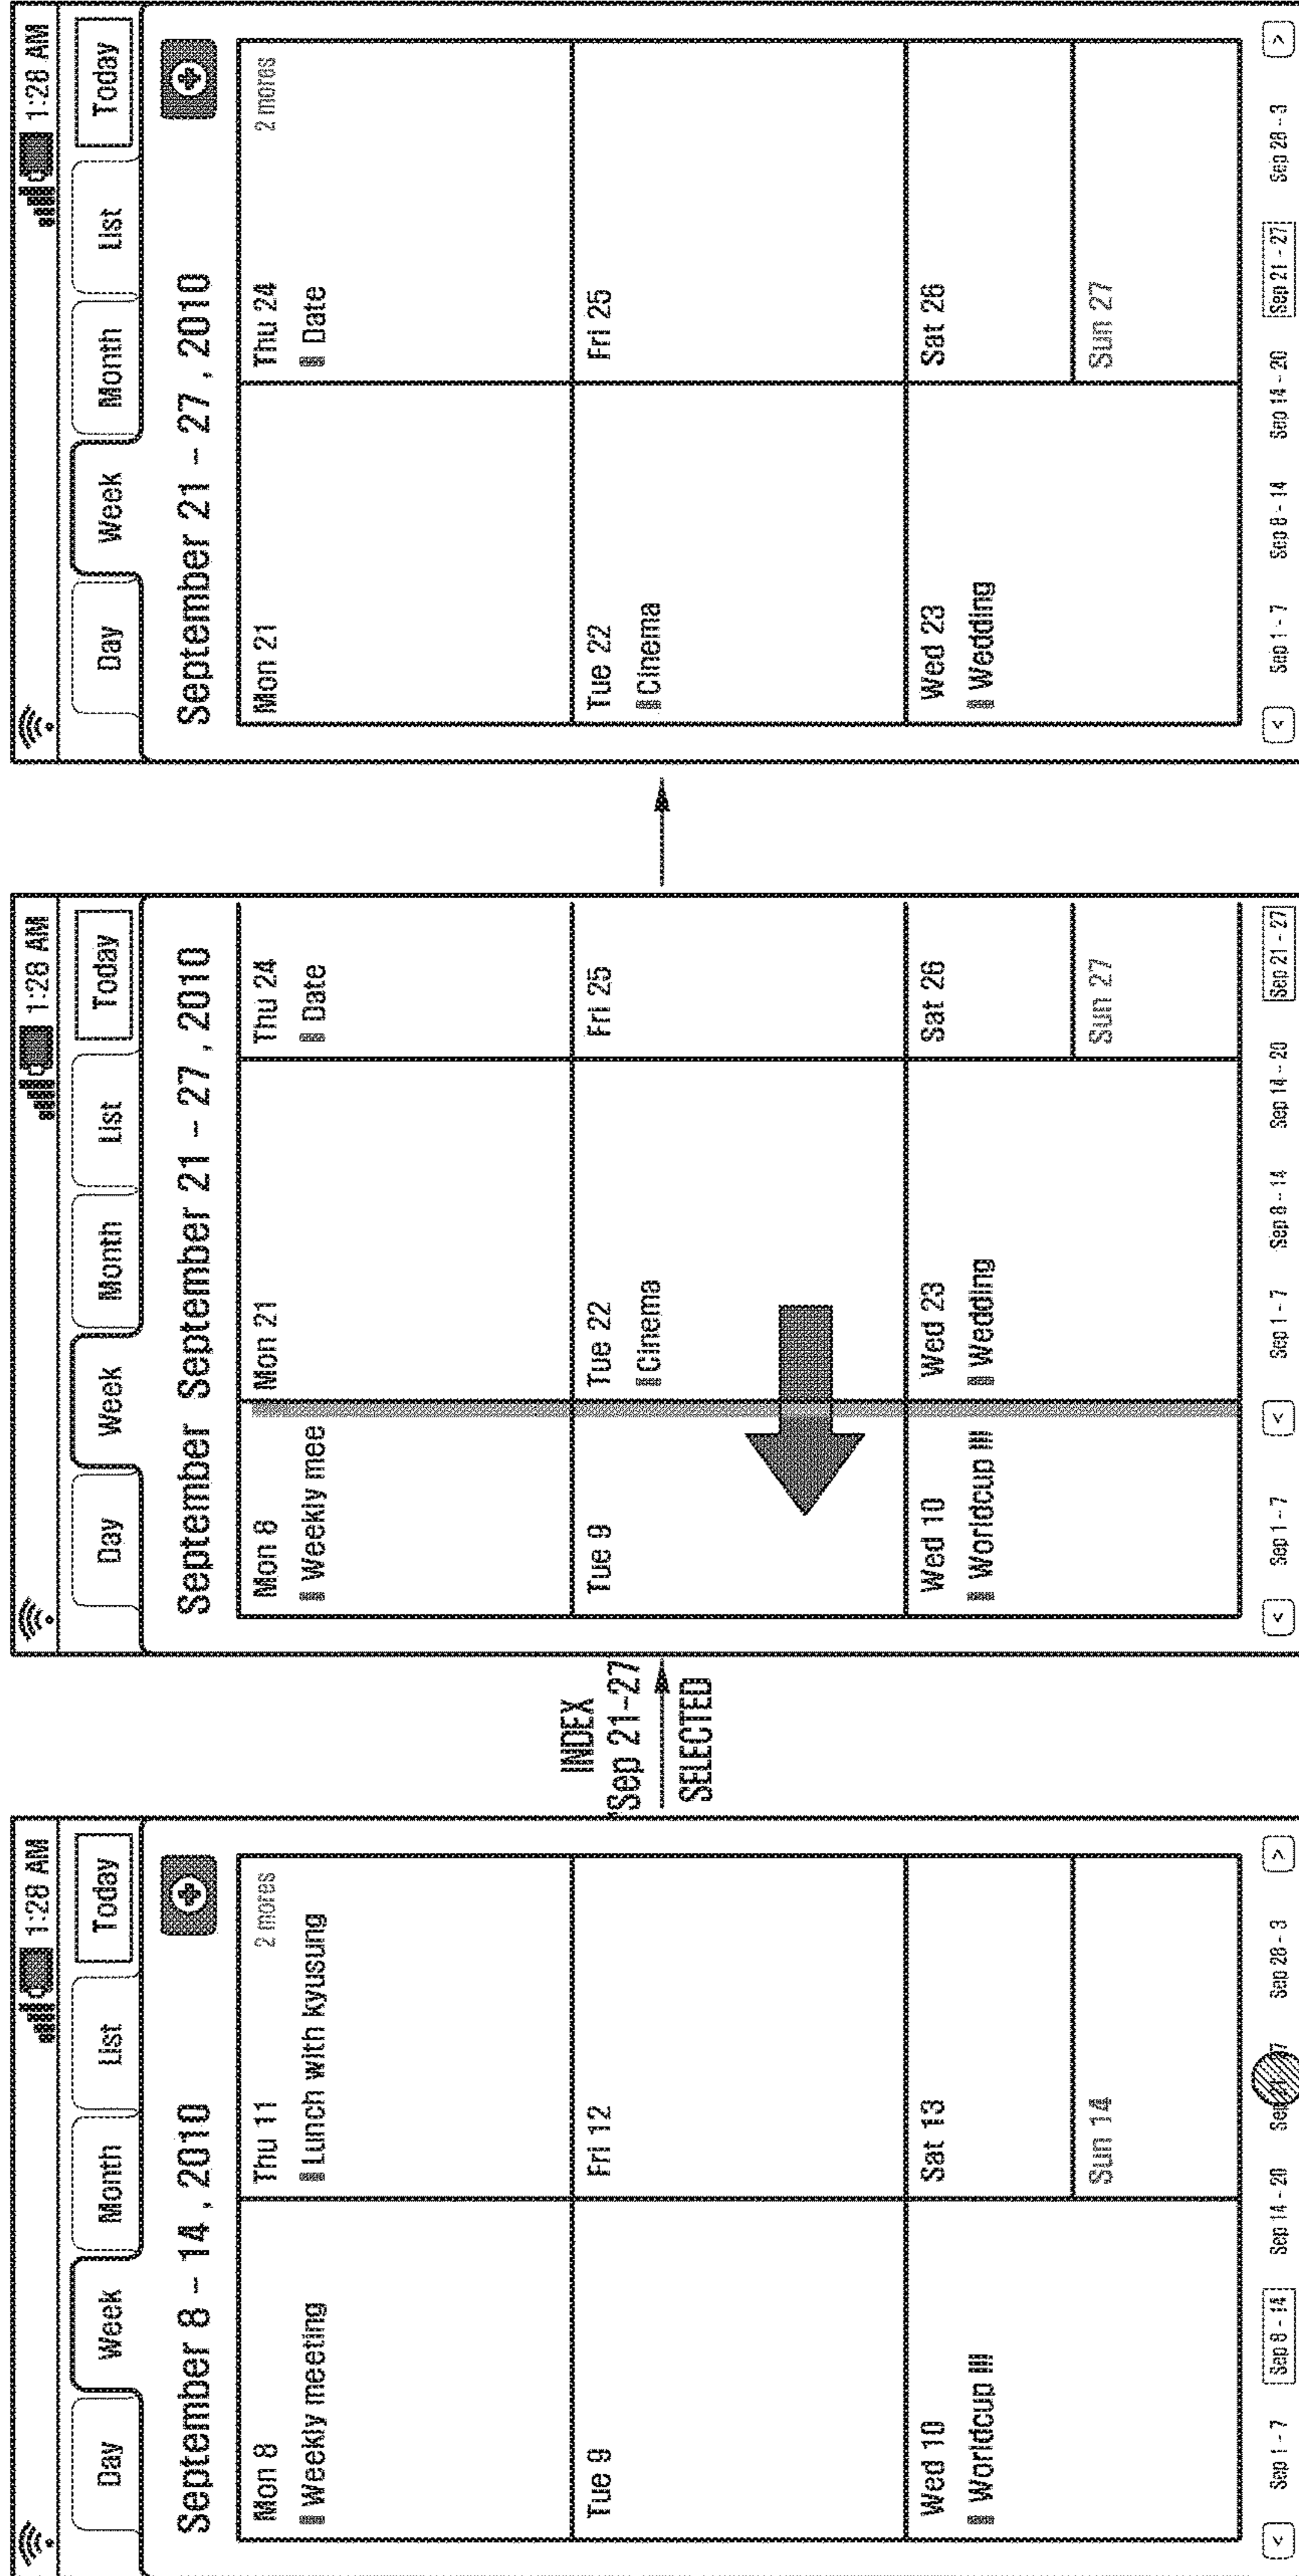 1:28 AM
Day Week Month List Today
September 8 – 14, 2010
Mon 8 Thu 11 2 mores
Weekly meeting Lunch with kyusung
Tue 9 Fri 12
Wed 10 Sat 13
Worldcup !!!
Sun 14
< Sep 1 - 7 Sep 8 - 14 Sep 14 - 20 Sep Sep 28 - 3 >
INDEX
'Sep 21-27
SELECTED
1:28 AM
Day Week Month List Today
September September 21 – 27, 2010
Mon 8 Mon 21 Thu 24
Weekly mee Date
Tue 9 Tue 22 Fri 25
Cinema
Wed 10 Wed 23 Sat 26
Worldcup !!! Wedding
Sun 27
< Sep 1 - 7 < Sep 1 - 7 Sep 8 - 14 Sep 14 - 20 Sep 21 - 27
1:28 AM
Day Week Month List Today
September 21 – 27, 2010
Mon 21 Thu 24 2 mores
Date
Tue 22 Fri 25
Cinema
Wed 23 Sat 26
Wedding
Sun 27
< Sep 1 - 7 Sep 8 - 14 Sep 14 - 20 Sep 21 - 27 Sep 28 - 3 >